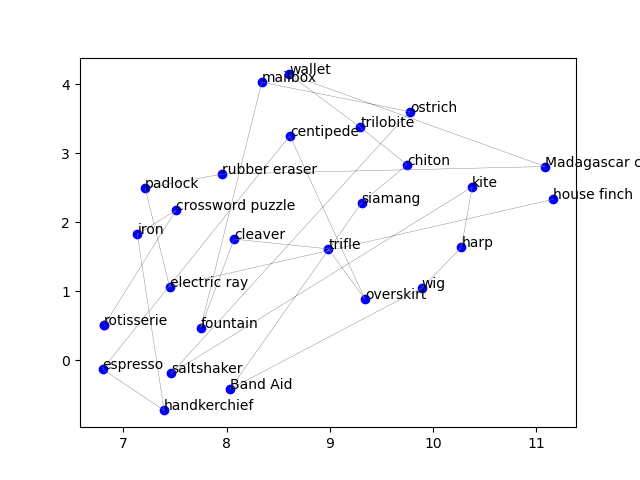 wallet
mailbox
ostrich
trilobite
centipede
chiton
Madagascar c
rubber eraser
padlock
kite
house finch
crossword puzzle
siamang
iron
cleaver
trifle
harp
electric ray
wig
overskirt
rotisserie
fountain
espresso
saltshaker
Band Aid
handkerchief
4
3
2
1
0
7
8
9
10
11